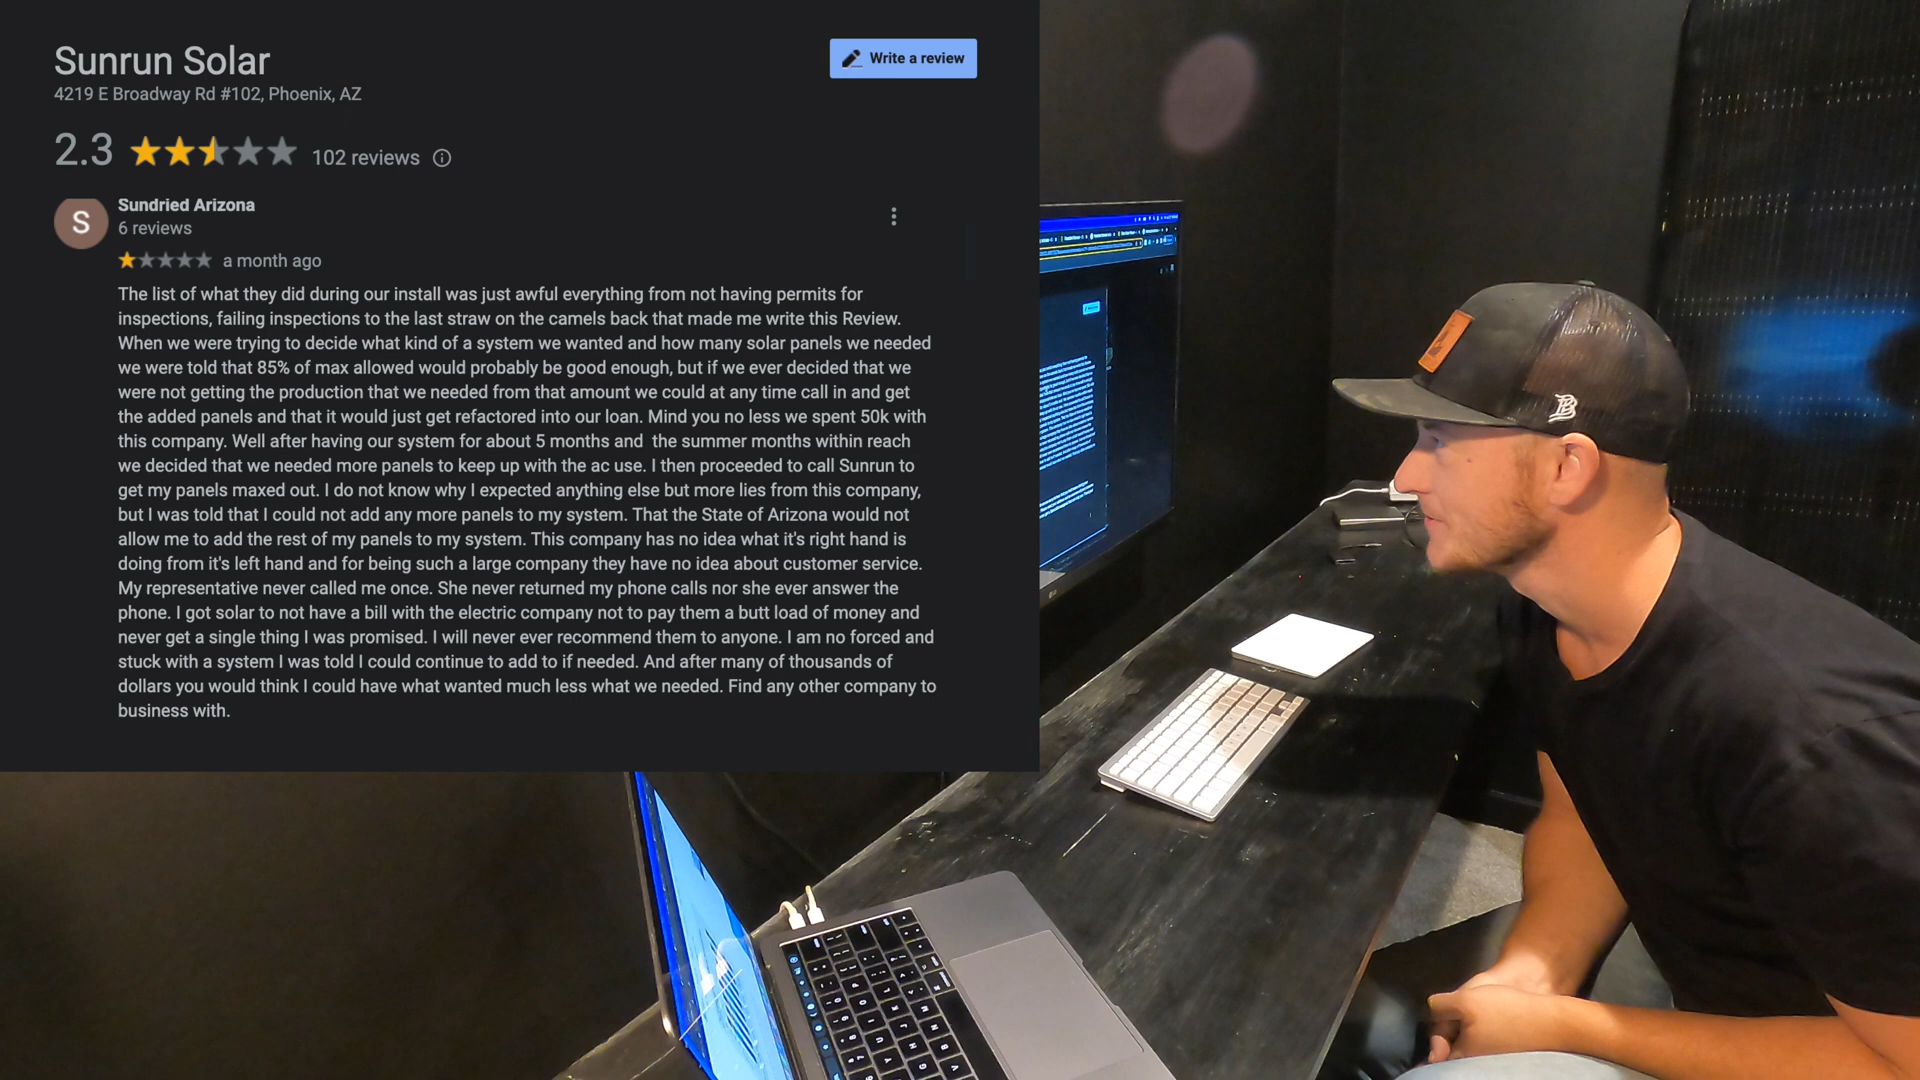 Sunrun Solar
Write a review
4219 E Broadway Rd #102, Phoenix, AZ
2.3
102 reviews
S
Sundried Arizona
6 reviews
a month ago
The list of what they did during our install was just awful everything from not having permits for
inspections, failing inspections to the last straw on the camels back that made me write this Review.
When we were trying to decide what kind of a system we wanted and how many solar panels we needed
we were told that 85% of max allowed would probably be good enough, but if we ever decided that we
were not getting the production that we needed from that amount we could at any time call in and get
the added panels and that it would just get refactored into our loan. Mind you no less we spent 50k with
this company. Well after having our system for about 5 months and  the summer months within reach
we decided that we needed more panels to keep up with the ac use. I then proceeded to call Sunrun to
get my panels maxed out. I do not know why I expected anything else but more lies from this company,
but I was told that I could not add any more panels to my system. That the State of Arizona would not
allow me to add the rest of my panels to my system. This company has no idea what it's right hand is
doing from it's left hand and for being such a large company they have no idea about customer service.
My representative never called me once. She never returned my phone calls nor she ever answer the
phone. I got solar to not have a bill with the electric company not to pay them a butt load of money and
never get a single thing I was promised. I will never ever recommend them to anyone. I am no forced and
stuck with a system I was told I could continue to add to if needed. And after many of thousands of
dollars you would think I could have what wanted much less what we needed. Find any other company to
business with.
B